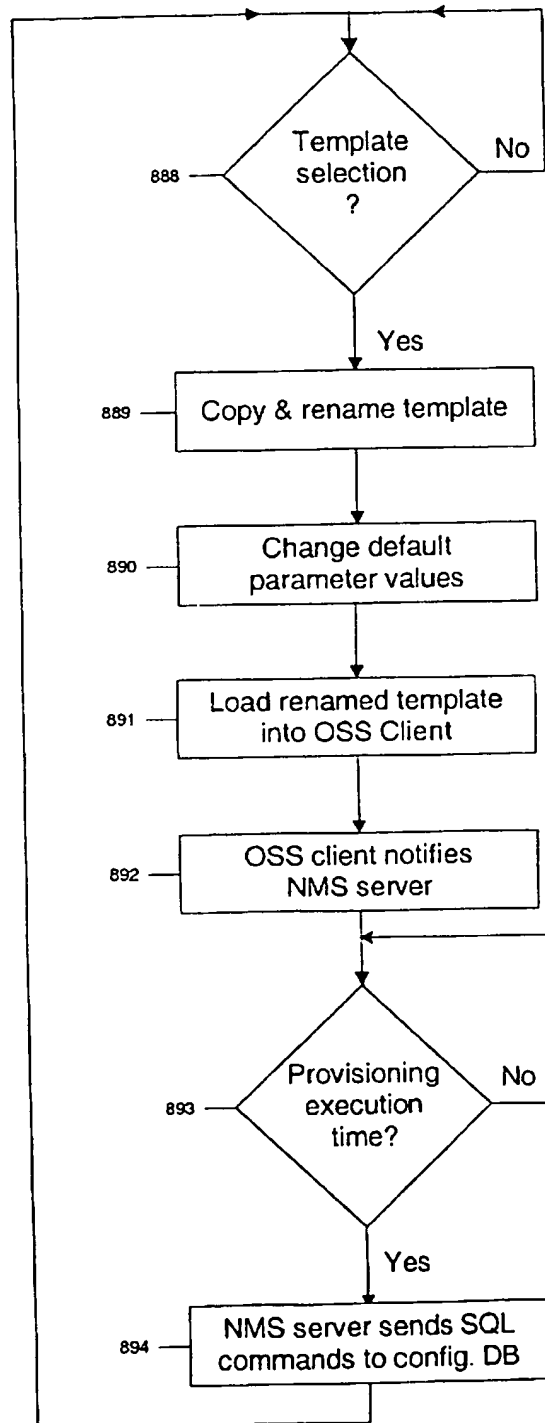 Template
selection
?
No
888
Yes
889
Copy & rename template
890
Change default
parameter values
891
Load renamed template
into OSS Client
892
OSS client notifies
NMS server
893
Provisioning
execution
time?
No
Yes
894
NMS server sends SQL
commands to config. DB